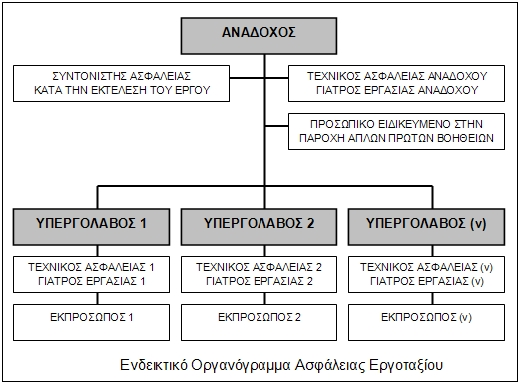 ΑΝΑΔΟΧΟΣ
ΣΥΝΤΟΝΙΣΤΗΣ ΑΣΦΑΛΕΙΑΣ
ΚΑΤΑ ΤΗΝ ΕΚΤΕΛΕΣΗ ΤΟΥ ΕΡΓΟΥ
ΤΕΧΝΙΚΟΣ ΑΣΦΑΛΕΙΑΣ ΑΝΑΔΟΧΟΥ
ΓΙΑΤΡΟΣ ΕΡΓΑΣΙΑΣ ΑΝΑΔΟΧΟΥ
ΠΡΟΣΩΠΙΚΟ ΕΙΔΙΚΕΥΜΕΝΟ ΣΤΗΝ
ΠΑΡΟΧΗ ΑΠΛΩΝ ΠΡΩΤΩΝ ΒΟΗΘΕΙΩΝ
ΥΠΕΡΓΟΛΑΒΟΣ 1
ΤΕΧΝΙΚΟΣ ΑΣΦΑΛΕΙΑΣ 1
ΓΙΑΤΡΟΣ ΕΡΓΑΣΙΑΣ 1
ΕΚΠΡΟΣΩΠΟΣ 1
ΥΠΕΡΓΟΛΑΒΟΣ 2
ΤΕΧΝΙΚΟΣ ΑΣΦΑΛΕΙΑΣ 2
ΓΙΑΤΡΟΣ ΕΡΓΑΣΙΑΣ 2
ΕΚΠΡΟΣΩΠΟΣ 2
ΥΠΕΡΓΟΛΑΒΟΣ (ν)
ΤΕΧΝΙΚΟΣ ΑΣΦΑΛΕΙΑΣ (ν)
ΓΙΑΤΡΟΣ ΕΡΓΑΣΙΑΣ (ν)
ΕΚΠΡΟΣΩΠΟΣ (ν)
Ενδεικτικό Οργανόγραμμα Ασφάλειας Εργοταξίου